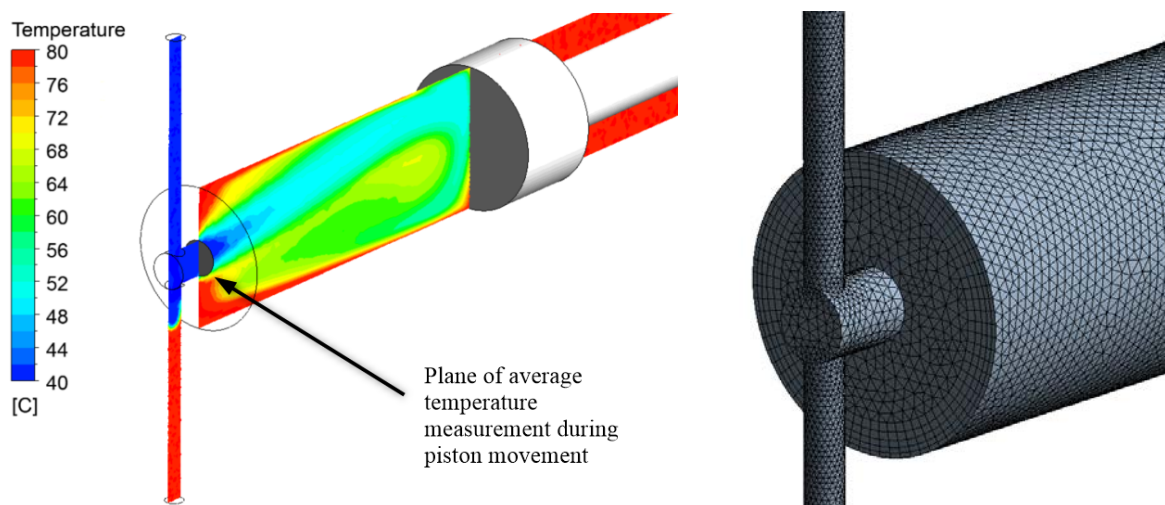 Temperature
80
76
72
68
64
60
56
52
48
44
40
[C]
Plane of average
temperature
measurement during
piston movement